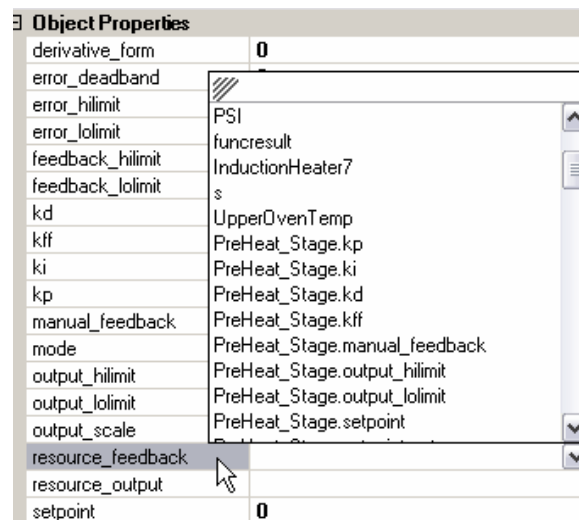 Object Properties
derivative_form 0
error_deadband
error_hilimit
error_lolimit
feedback_hilimit
feedback_lolimit
kd
kff
ki
kp
manual_feedback
mode
output_hilimit
output_lolimit
output_scale
resource_feedback
resource_output
setpoint 0
PSI
funcresult
InductionHeater7
s
UpperOvenTemp
PreHeat_Stage.kp
PreHeat_Stage.ki
PreHeat_Stage.kd
PreHeat_Stage.kff
PreHeat_Stage.manual_feedback
PreHeat_Stage.output_hilimit
PreHeat_Stage.output_lolimit
PreHeat_Stage.setpoint